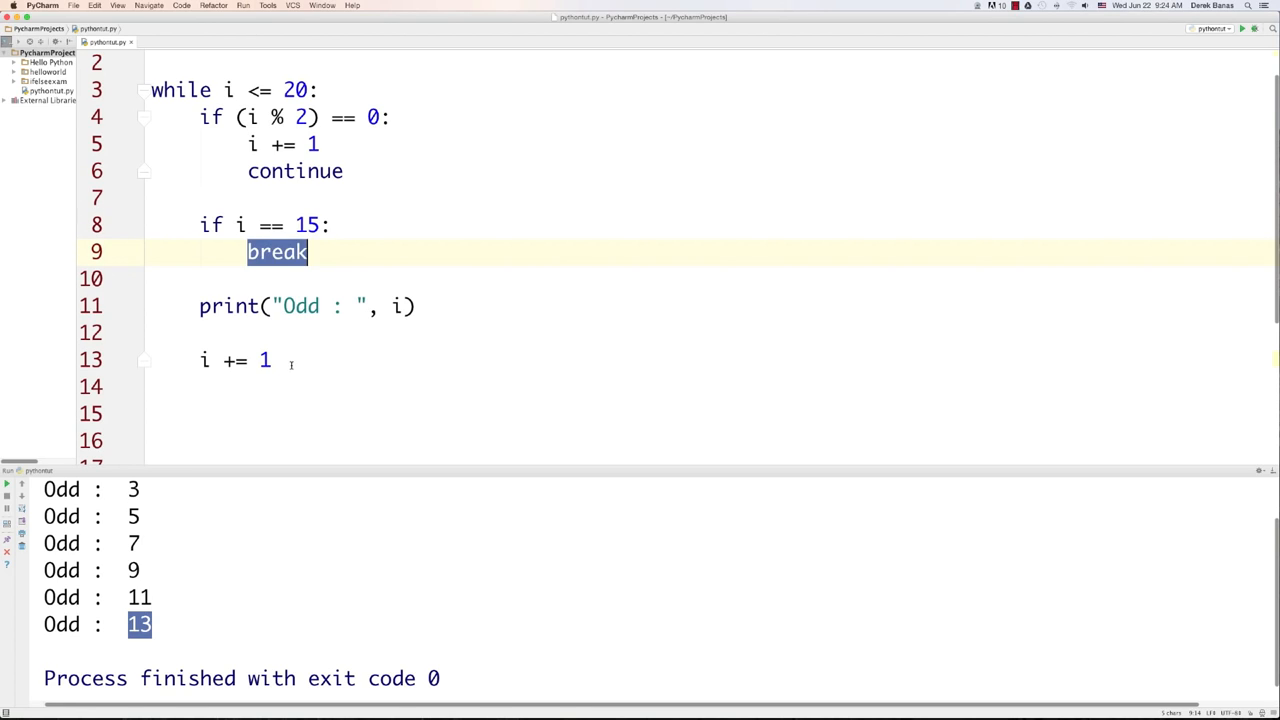 PyCharm File Edit View Navigate Code Refactor Run Tools VCS Window Help 10 Wed Jun 22 9:24 AM Derek Banas
pythontut.py - PycharmProjects - [~/PycharmProjects]
PycharmProjects pythontut.py pythontut
pythontut.py ×
PycharmProject
Hello Python
helloworld
ifelseexam
pythontut.py
External Librarie
2
3 while i <= 20:
4 if (i % 2) == 0:
5 i += 1
6 continue
7
8 if i == 15:
9 break
10
11 print("Odd : ", i)
12
13 i += 1
14
15
16
17
Run pythontut
Odd : 3
Odd : 5
Odd : 7
Odd : 9
Odd : 11
Odd : 13
Process finished with exit code 0
5 chars 9:14 LF÷ UTF-8÷